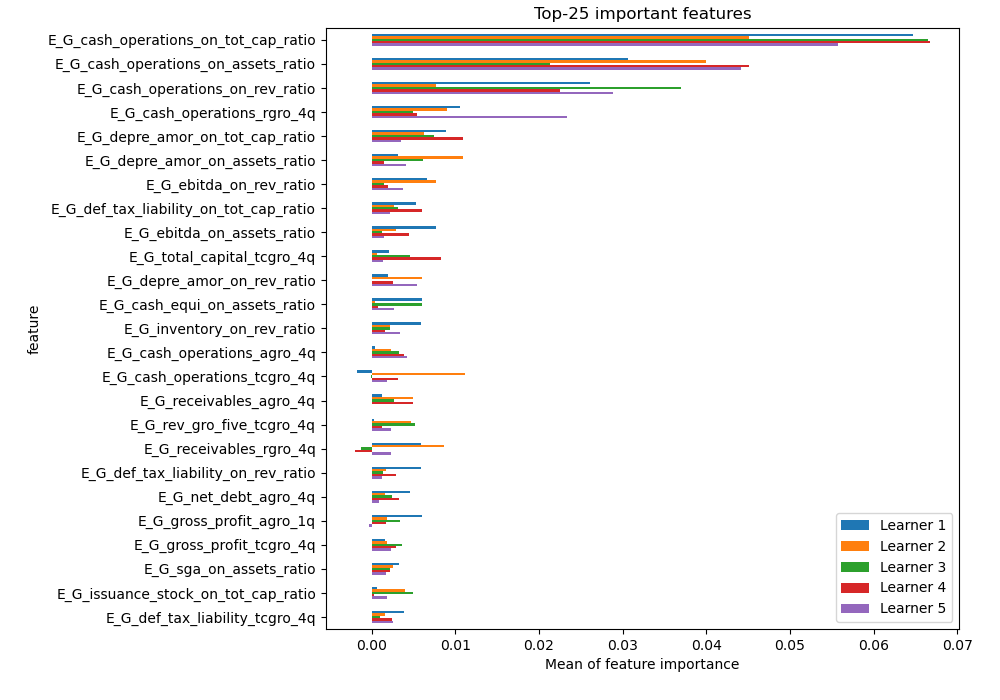 Top-25 important features
E_G_cash_operations_on_tot_cap_ratio
E_G_cash_operations_on_assets_ratio
E_G_cash_operations_on_rev_ratio
E_G_cash_operations_rgro_4q
E_G_depre_amor_on_tot_cap_ratio
E_G_depre_amor_on_assets_ratio
E_G_ebitda_on_rev_ratio
E_G_def_tax_liability_on_tot_cap_ratio
E_G_ebitda_on_assets_ratio
E_G_total_capital_tcgro_4q
E_G_depre_amor_on_rev_ratio
E_G_cash_equi_on_assets_ratio
E_G_inventory_on_rev_ratio
E_G_cash_operations_agro_4q
E_G_cash_operations_tcgro_4q
E_G_receivables_agro_4q
E_G_rev_gro_five_tcgro_4q
E_G_receivables_rgro_4q
E_G_def_tax_liability_on_rev_ratio
E_G_net_debt_agro_4q
E_G_gross_profit_agro_1q
E_G_gross_profit_tcgro_4q
E_G_sga_on_assets_ratio
E_G_issuance_stock_on_tot_cap_ratio
E_G_def_tax_liability_tcgro_4q
feature
Learner 1
Learner 2
Learner 3
Learner 4
Learner 5
0.00 0.01 0.02 0.03 0.04 0.05 0.06 0.07
Mean of feature importance